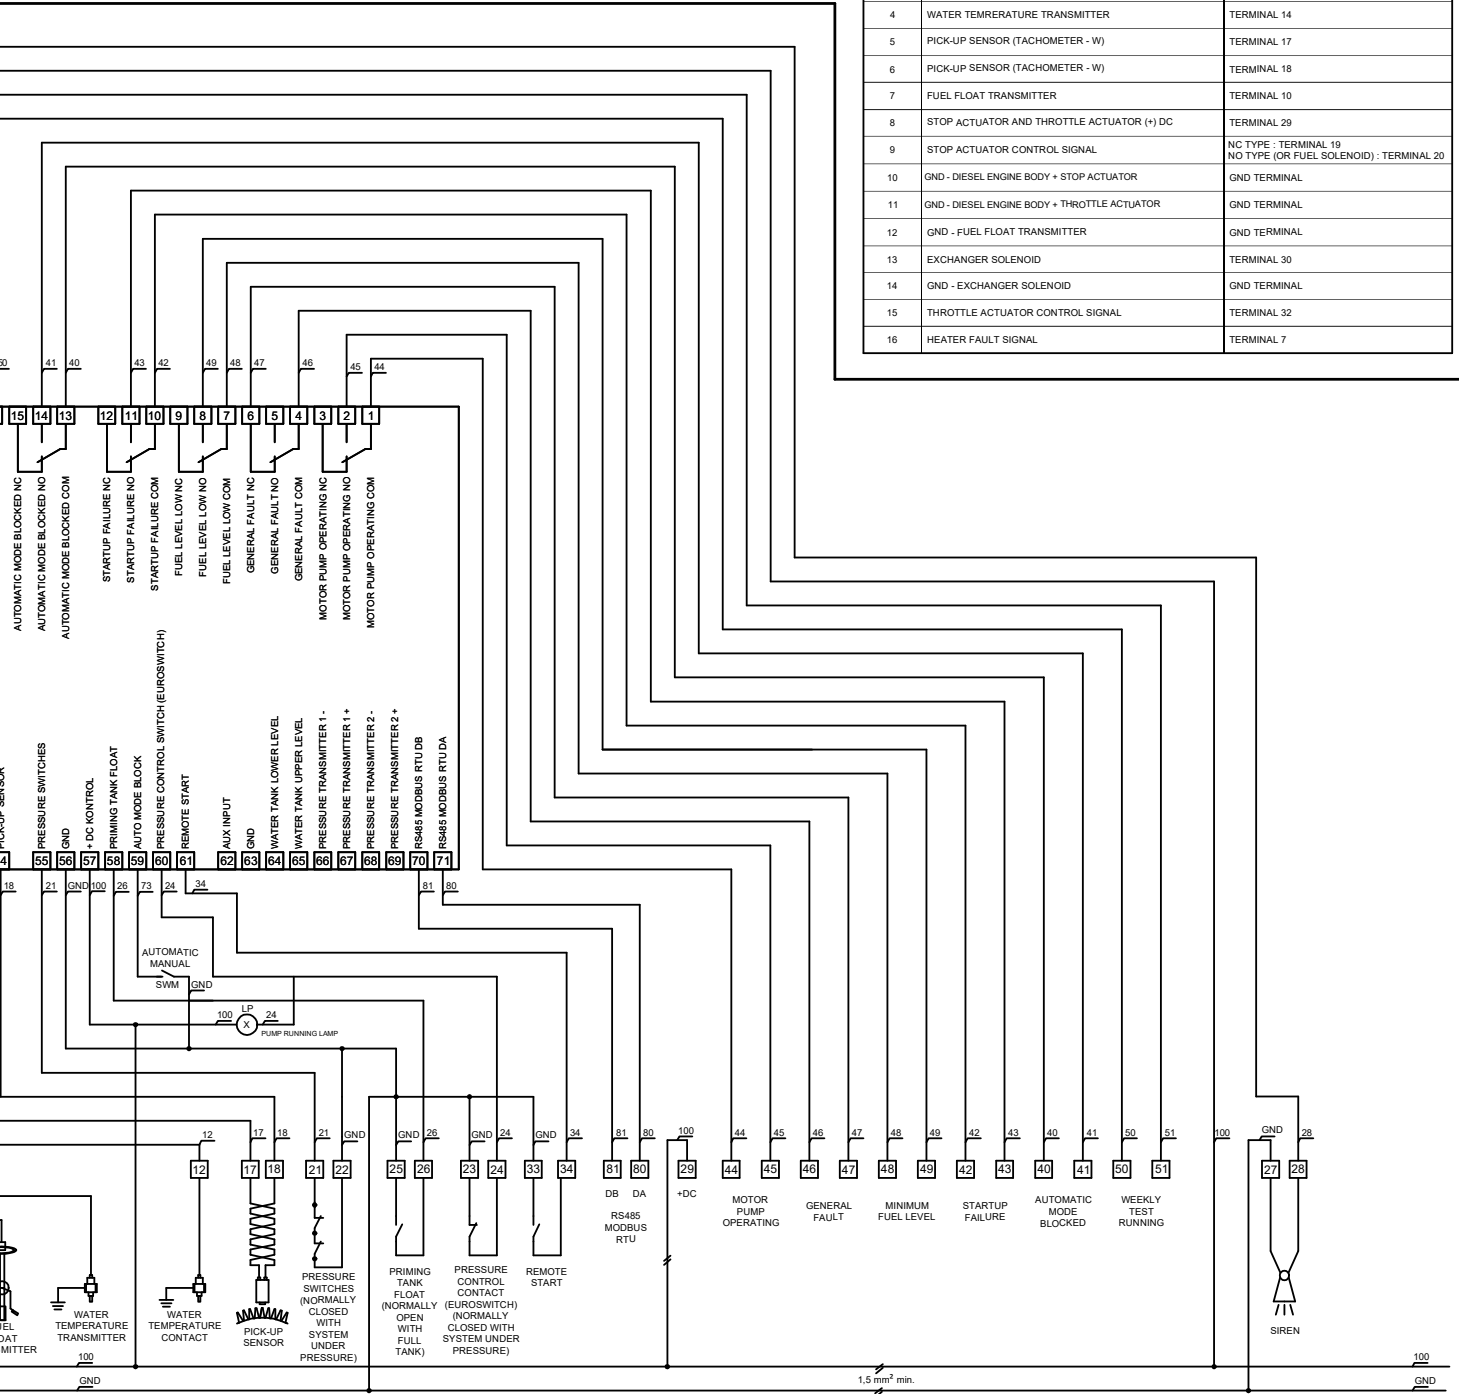 4 WATER TEMRERATURE TRANSMITTER TERMINAL 14
5 PICK-UP SENSOR (TACHOMETER - W) TERMINAL 17
6 PICK-UP SENSOR (TACHOMETER - W) TERMINAL 18
7 FUEL FLOAT TRANSMITTER TERMINAL 10
8 STOP ACTUATOR AND THROTTLE ACTUATOR (+) DC TERMINAL 29
9 STOP ACTUATOR CONTROL SIGNAL NC TYPE : TERMINAL 19
NO TYPE (OR FUEL SOLENOID) : TERMINAL 20
10 GND - DIESEL ENGINE BODY + STOP ACTUATOR GND TERMINAL
11 GND - DIESEL ENGINE BODY + THROTTLE ACTUATOR GND TERMINAL
12 GND - FUEL FLOAT TRANSMITTER GND TERMINAL
13 EXCHANGER SOLENOID TERMINAL 30
14 GND - EXCHANGER SOLENOID GND TERMINAL
15 THROTTLE ACTUATOR CONTROL SIGNAL TERMINAL 32
16 HEATER FAULT SIGNAL TERMINAL 7
41 40 43 42 49 48 47 46 45 44
15 14 13 12 11 10 9 8 7 6 5 4 3 2 1
AUTOMATIC MODE BLOCKED NC
AUTOMATIC MODE BLOCKED NO
AUTOMATIC MODE BLOCKED COM
STARTUP FAILURE NC
STARTUP FAILURE NO
STARTUP FAILURE COM
FUEL LEVEL LOW NC
FUEL LEVEL LOW NO
FUEL LEVEL LOW COM
GENERAL FAULT NC
GENERAL FAULT NO
GENERAL FAULT COM
MOTOR PUMP OPERATING NC
MOTOR PUMP OPERATING NO
MOTOR PUMP OPERATING COM
PICK-UP SENSOR
PRESSURE SWITCHES
GND
+ DC KONTROL
PRIMING TANK FLOAT
AUTO MODE BLOCK
PRESSURE CONTROL SWITCH (EUROSWITCH)
REMOTE START
AUX INPUT
GND
WATER TANK LOWER LEVEL
WATER TANK UPPER LEVEL
PRESSURE TRANSMITTER 1 -
PRESSURE TRANSMITTER 1 +
PRESSURE TRANSMITTER 2 -
PRESSURE TRANSMITTER 2 +
RS485 MODBUS RTU DB
RS485 MODBUS RTU DA
4 55 56 57 58 59 60 61 62 63 64 65 66 67 68 69 70 71
18 21 GND 100 26 73 24 34 81 80
AUTOMATIC
MANUAL
SWM GND
LP
100 X 24
PUMP RUNNING LAMP
12 17 18 21 GND GND 26 GND 24 GND 34 81 80 100 44 45 46 47 48 49 42 43 40 41 50 51 100 GND 28
12 17 18 21 22 25 26 23 24 33 34 81 80 29 44 45 46 47 48 49 42 43 40 41 50 51 27 28
DB DA
RS485
MODBUS
RTU
+DC
MOTOR
PUMP
OPERATING
GENERAL
FAULT
MINIMUM
FUEL LEVEL
STARTUP
FAILURE
AUTOMATIC
MODE
BLOCKED
WEEKLY
TEST
RUNNING
UEL
OAT
MITTER
WATER
TEMPERATURE
TRANSMITTER
WATER
TEMPERATURE
CONTACT
PICK-UP
SENSOR
PRESSURE
SWITCHES
(NORMALLY
CLOSED
WITH
SYSTEM
UNDER
PRESSURE)
PRIMING
TANK
FLOAT
(NORMALLY
OPEN
WITH
FULL
TANK)
PRESSURE
CONTROL
CONTACT
(EUROSWITCH)
(NORMALLY
CLOSED WITH
SYSTEM UNDER
PRESSURE)
REMOTE
START
SIREN
100 100
1,5 mm² min.
GND GND